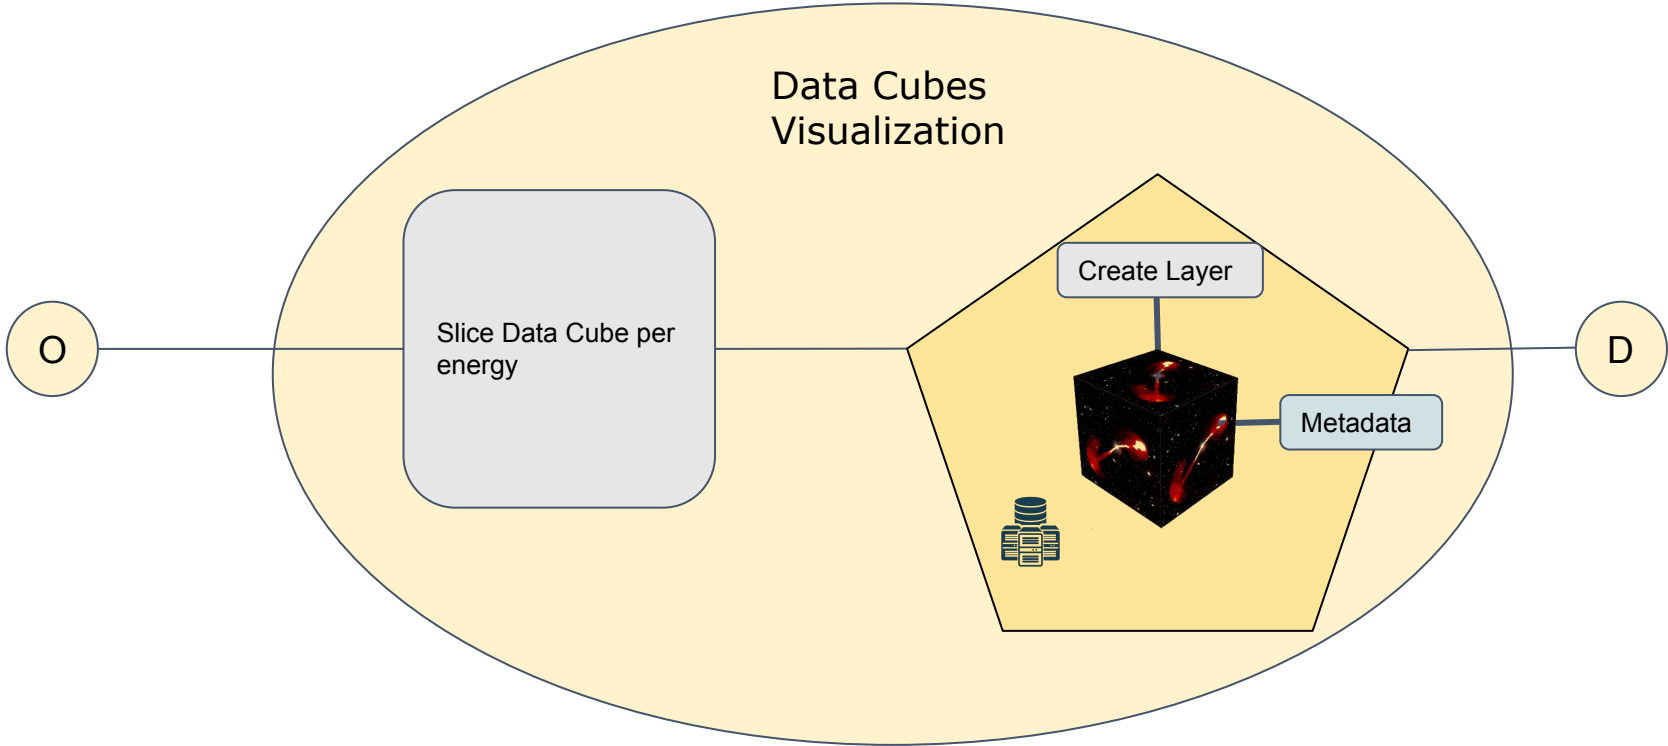 Data Cubes
Visualization
Create Layer
O
Slice Data Cube per
energy
D
Metadata